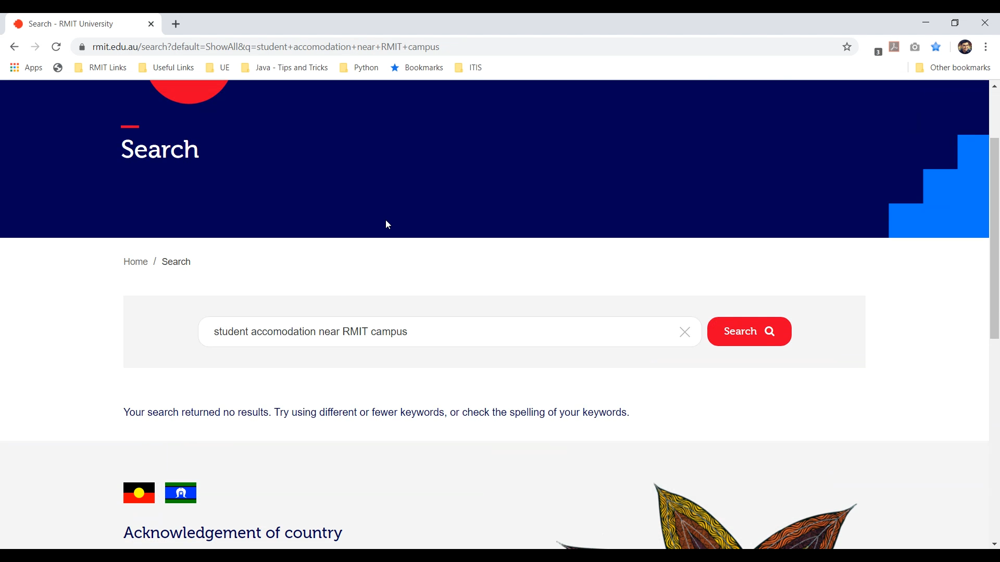 Search - RMIT University
rmit.edu.au/search?default=ShowAll&q=student+accomodation+near+RMIT+campus
3
Apps RMIT Links Useful Links UE Java - Tips and Tricks Python Bookmarks ITIS Other bookmarks
Search
Home / Search
student accomodation near RMIT campus
Search
Your search returned no results. Try using different or fewer keywords, or check the spelling of your keywords.
Acknowledgement of country